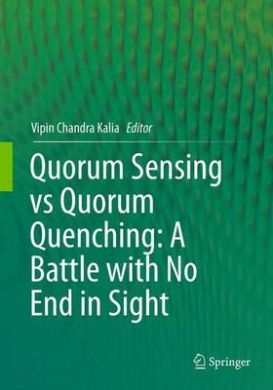 Vipin Chandra Kalia Editor
Quorum Sensing
vs Quorum
Quenching: A
Battle with No
End in Sight
Springer